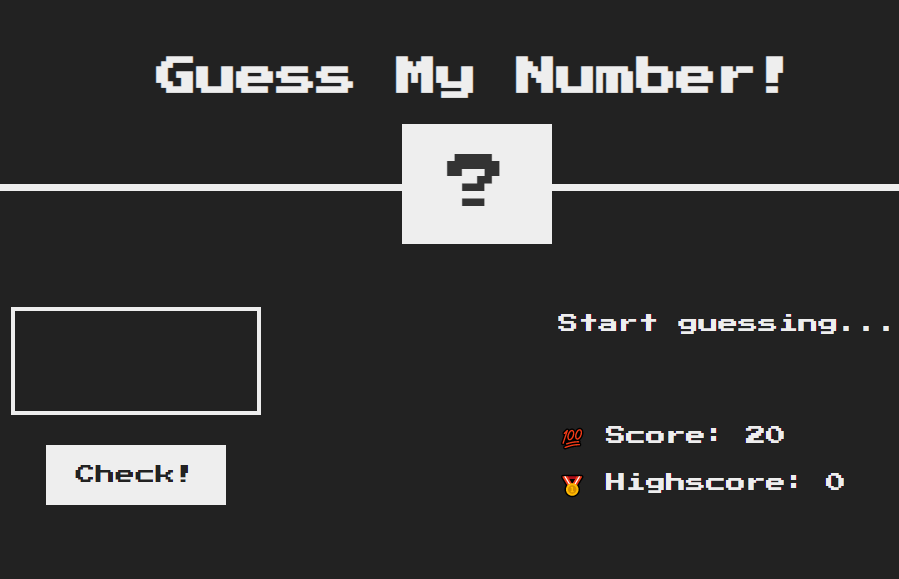 Guess My Number!
?
Start guessing...
Check!
💯 Score: 20
🥇 Highscore: 0